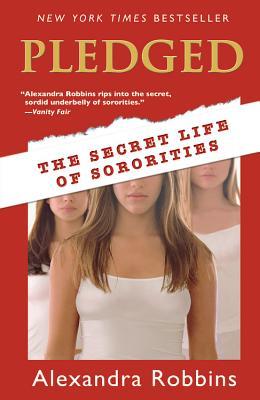 NEW YORK TIMES BESTSELLER
PLEDGED
“Alexandra Robbins rips into the secret,
sordid underbelly of sororities.”
—Vanity Fair
THE SECRET LIFE
OF SORORITIES
Alexandra Robbins